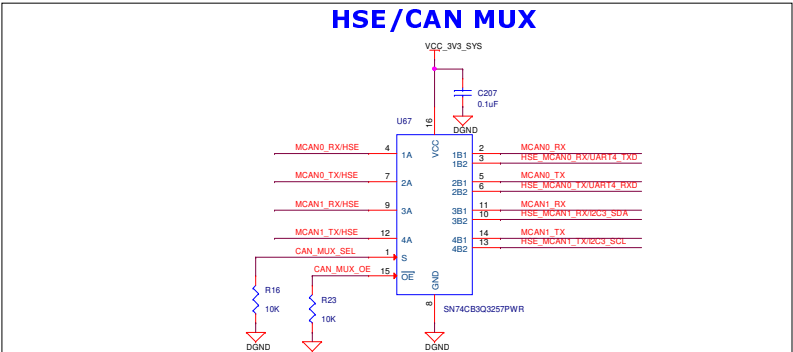 HSE/CAN MUX
VCC_3V3_SYS
C207
0.1uF
DGND
U67
16
VCC
MCAN0_RX/HSE 4 1A 1B1 2 MCAN0_RX
1B2 3 HSE_MCAN0_RX/UART4_TXD
MCAN0_TX/HSE 7 2A 2B1 5 MCAN0_TX
2B2 6 HSE_MCAN0_TX/UART4_RXD
MCAN1_RX/HSE 9 3A 3B1 11 MCAN1_RX
3B2 10 HSE_MCAN1_RX/I2C3_SDA
MCAN1_TX/HSE 12 4A 4B1 14 MCAN1_TX
4B2 13 HSE_MCAN1_TX/I2C3_SCL
CAN_MUX_SEL 1 S
CAN_MUX_OE 15 OE
GND
8
SN74CB3Q3257PWR
R16
10K
R23
10K
DGND
DGND